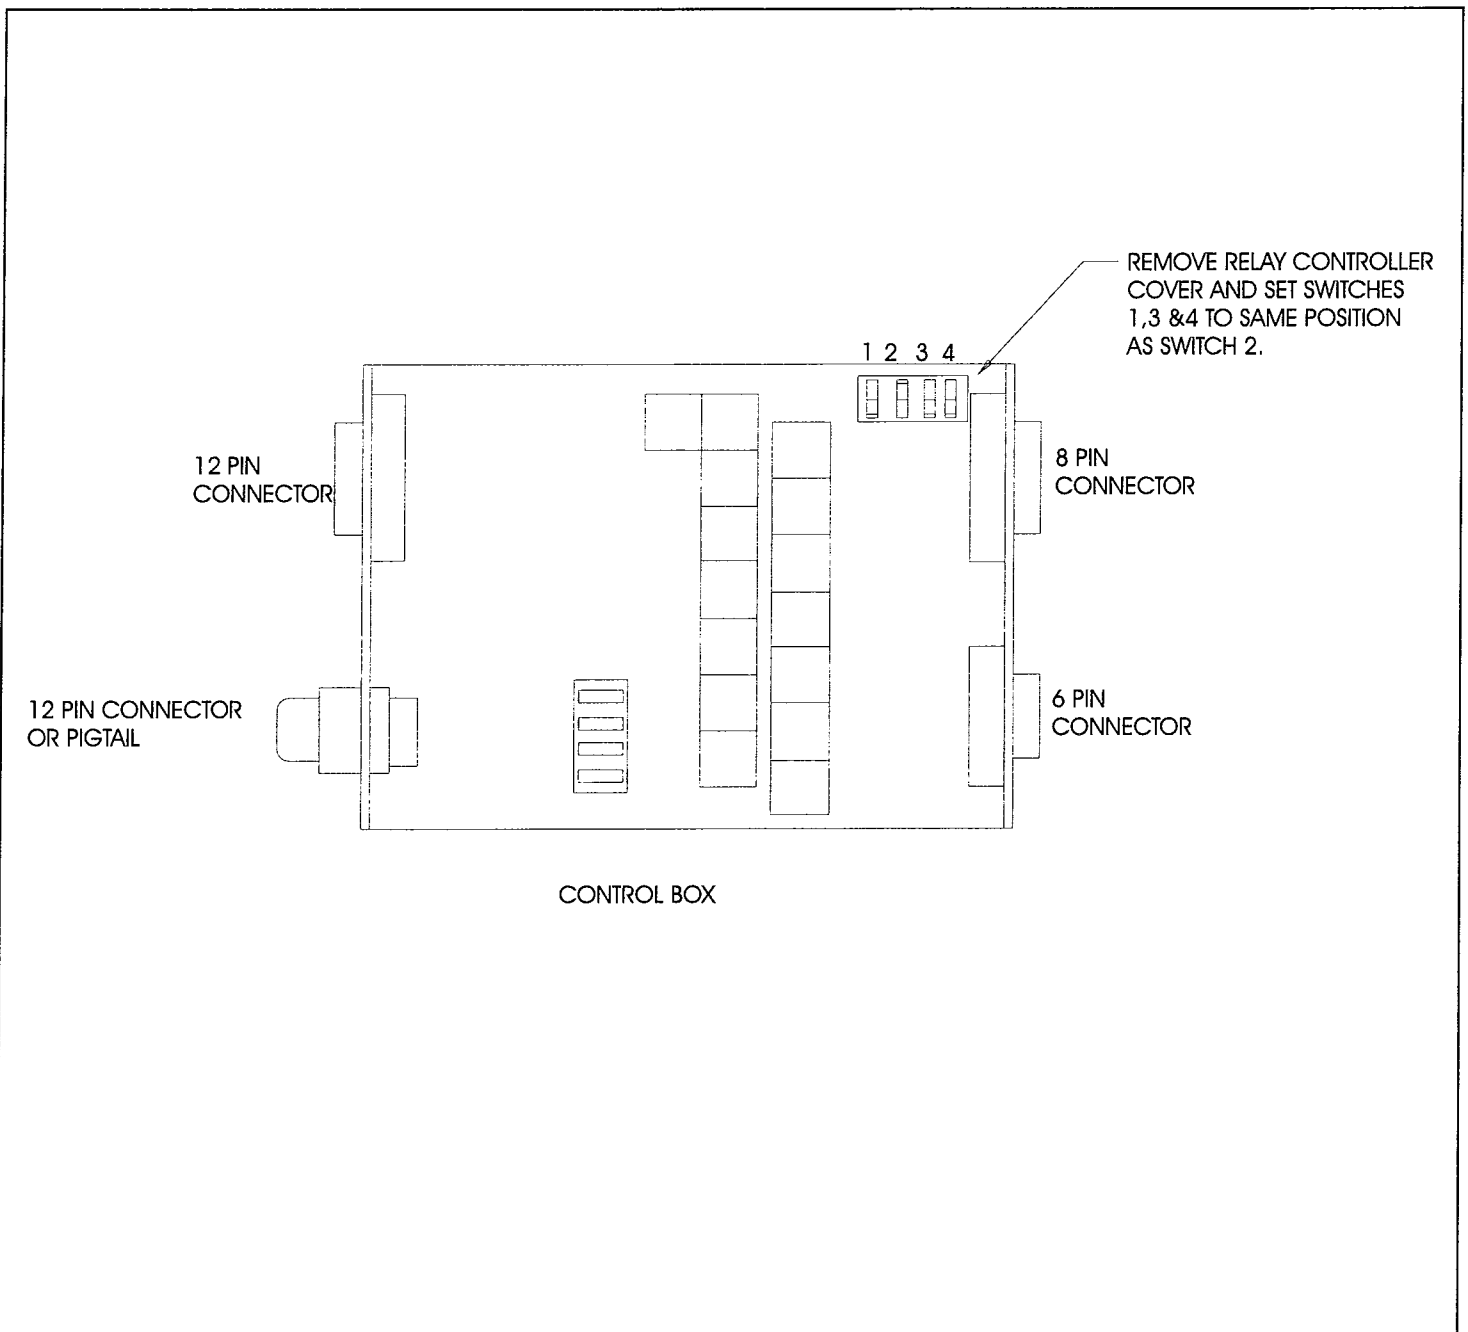 REMOVE RELAY CONTROLLER
COVER AND SET SWITCHES
1,3 &4 TO SAME POSITION
AS SWITCH 2.
1 2 3 4
12 PIN
CONNECTOR
8 PIN
CONNECTOR
12 PIN CONNECTOR
OR PIGTAIL
6 PIN
CONNECTOR
CONTROL BOX